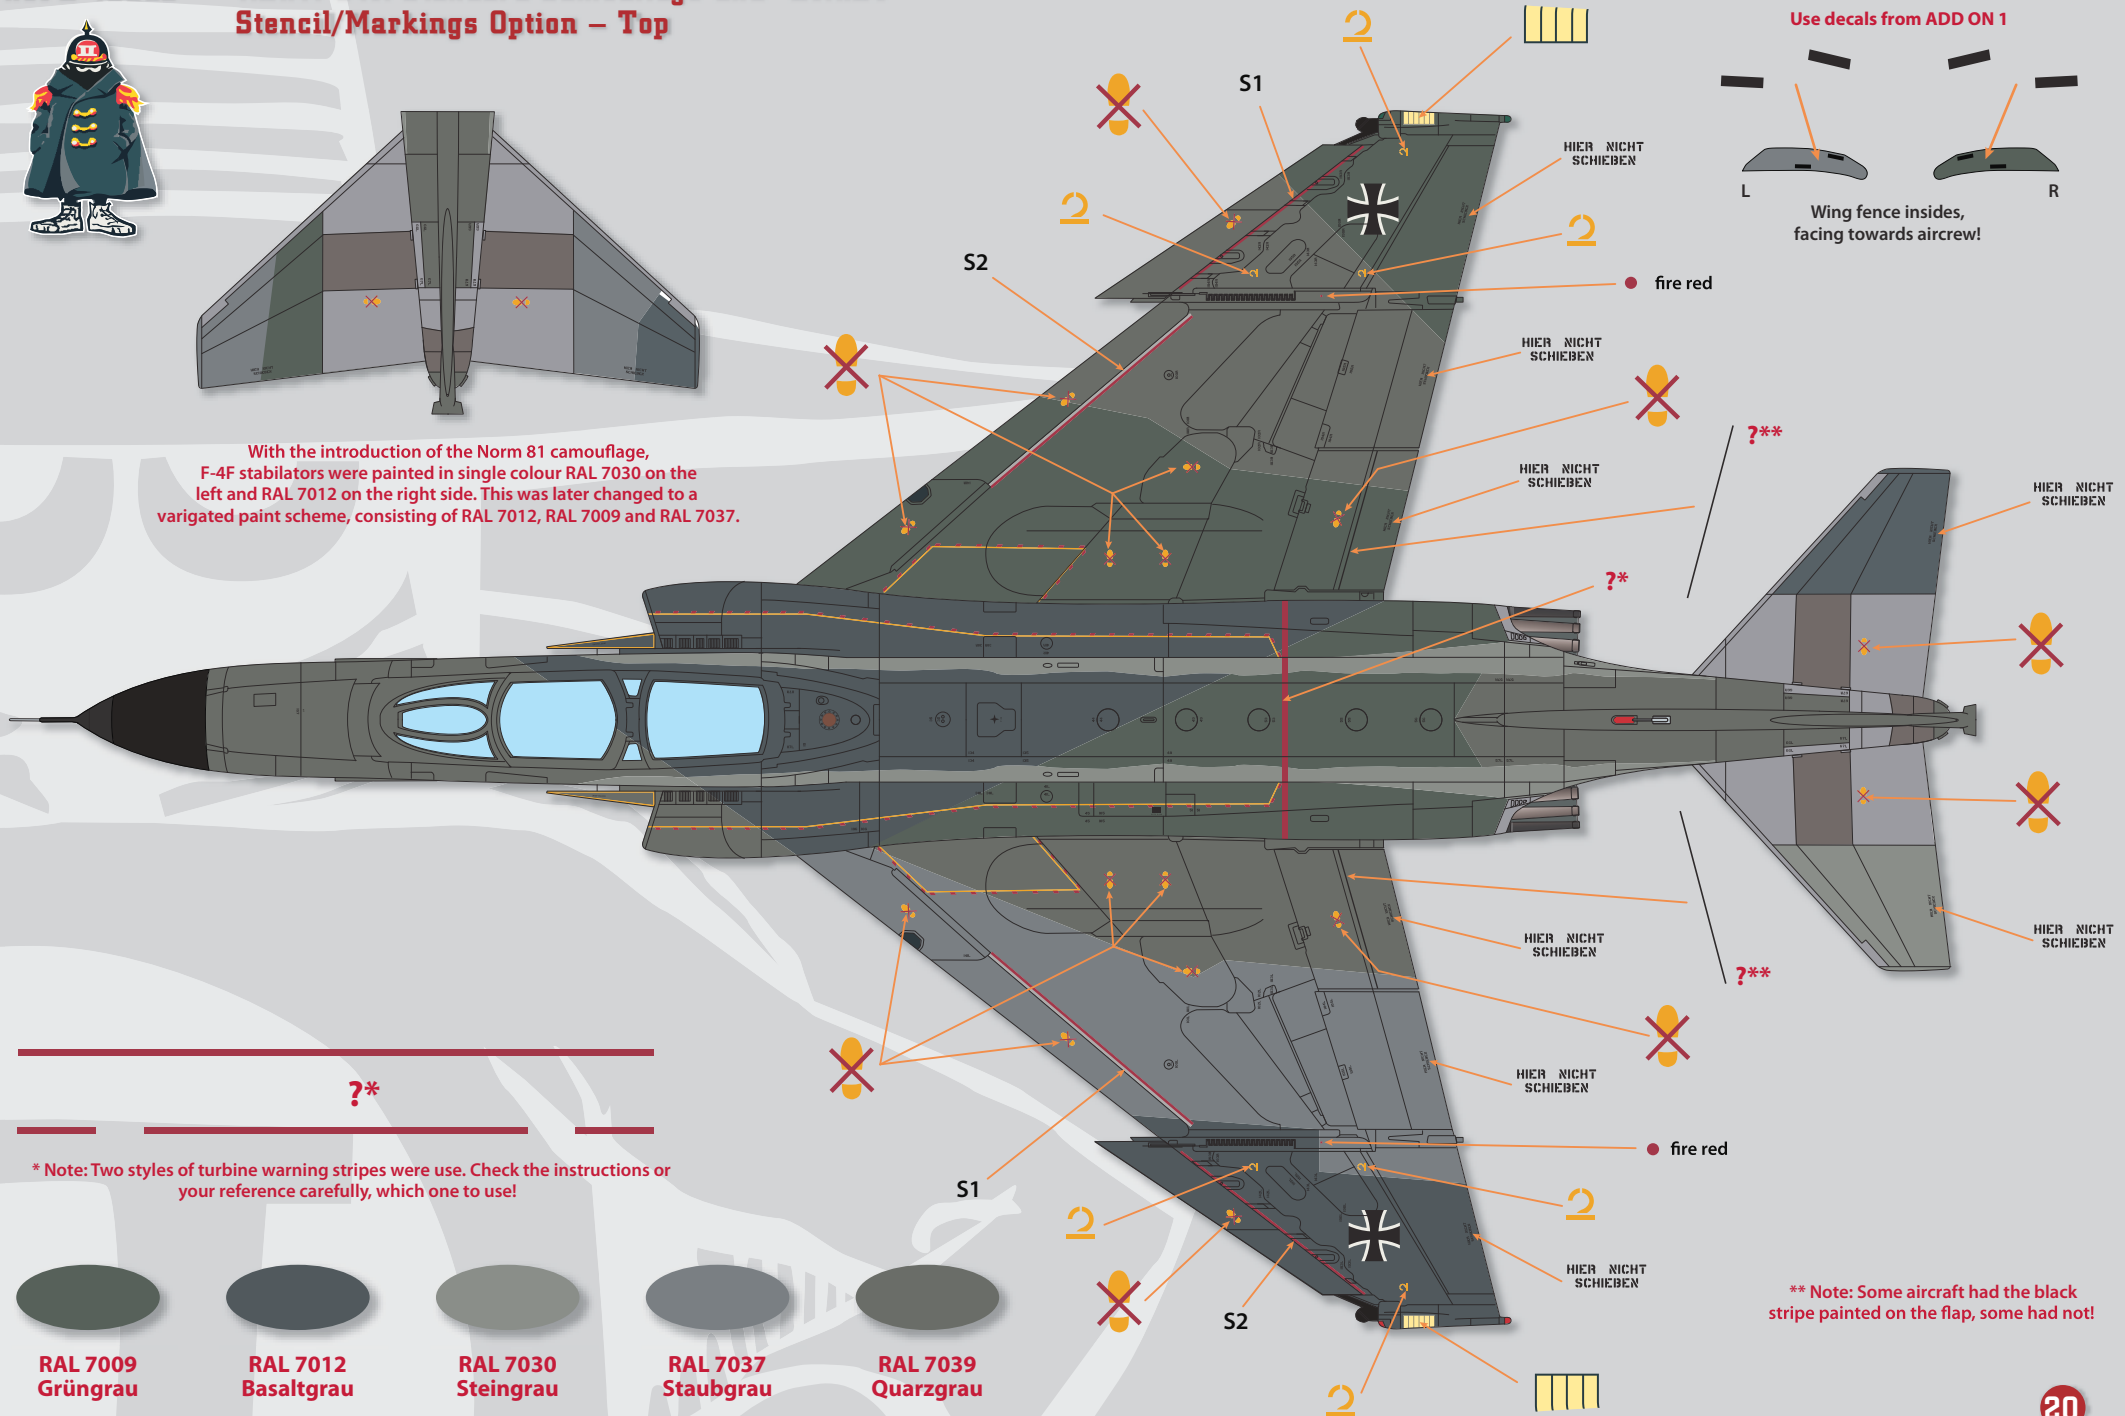 Stencil/Markings Option – Top
II
Use decals from ADD ON 1
L
R
Wing fence insides,
facing towards aircrew!
S1
S2
HIER NICHT
SCHIEBEN
2
2
2
fire red
HIER NICHT
SCHIEBEN
HIER NICHT
SCHIEBEN
?**
HIER NICHT
SCHIEBEN
With the introduction of the Norm 81 camouflage,
F-4F stabilators were painted in single colour RAL 7030 on the
left and RAL 7012 on the right side. This was later changed to a
varigated paint scheme, consisting of RAL 7012, RAL 7009 and RAL 7037.
?*
HIER NICHT
SCHIEBEN
HIER NICHT
SCHIEBEN
?**
HIER NICHT
SCHIEBEN
?*
* Note: Two styles of turbine warning stripes were use. Check the instructions or
your reference carefully, which one to use!
fire red
S1
2
2
HIER NICHT
SCHIEBEN
S2
2
** Note: Some aircraft had the black
stripe painted on the flap, some had not!
RAL 7009
Grüngrau
RAL 7012
Basaltgrau
RAL 7030
Steingrau
RAL 7037
Staubgrau
RAL 7039
Quarzgrau
20